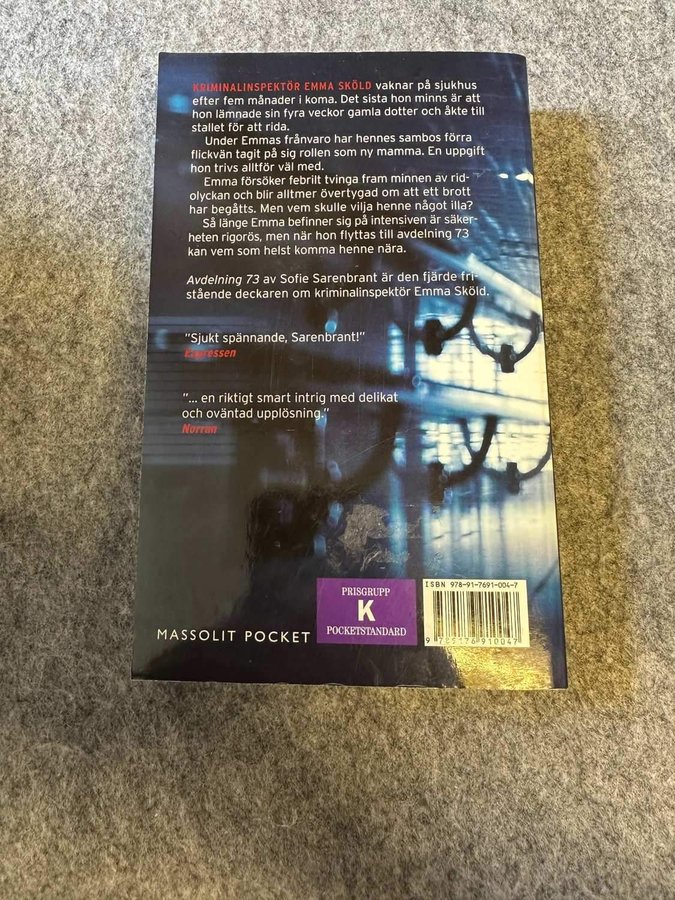 KRIMINALINSPEKTÖR EMMA SKÖLD vaknar på sjukhus
efter fem månader i koma. Det sista hon minns är att
hon lämnade sin fyra veckor gamla dotter och åkte till
stallet för att rida.
Under Emmas frånvaro har hennes sambos förra
flickvän tagit på sig rollen som ny mamma. En uppgift
hon trivs alltför väl med.
Emma försöker febrilt tvinga fram minnen av rid-
olyckan och blir alltmer övertygad om att ett brott
har begåtts. Men vem skulle vilja henne något illa?
Så länge Emma befinner sig på intensiven är säker-
heten rigorös, men när hon flyttas till avdelning 73
kan vem som helst komma henne nära.
Avdelning 73 av Sofie Sarenbrant är den fjärde fri-
stående deckaren om kriminalinspektör Emma Sköld.
"Sjukt spännande, Sarenbrant!"
Expressen
"... en riktigt smart intrig med delikat
och oväntad upplösning."
Norran
MASSOLIT POCKET
PRISGRUPP
K
POCKETSTANDARD
ISBN 978-91-7691-004-7
9 789176 910047